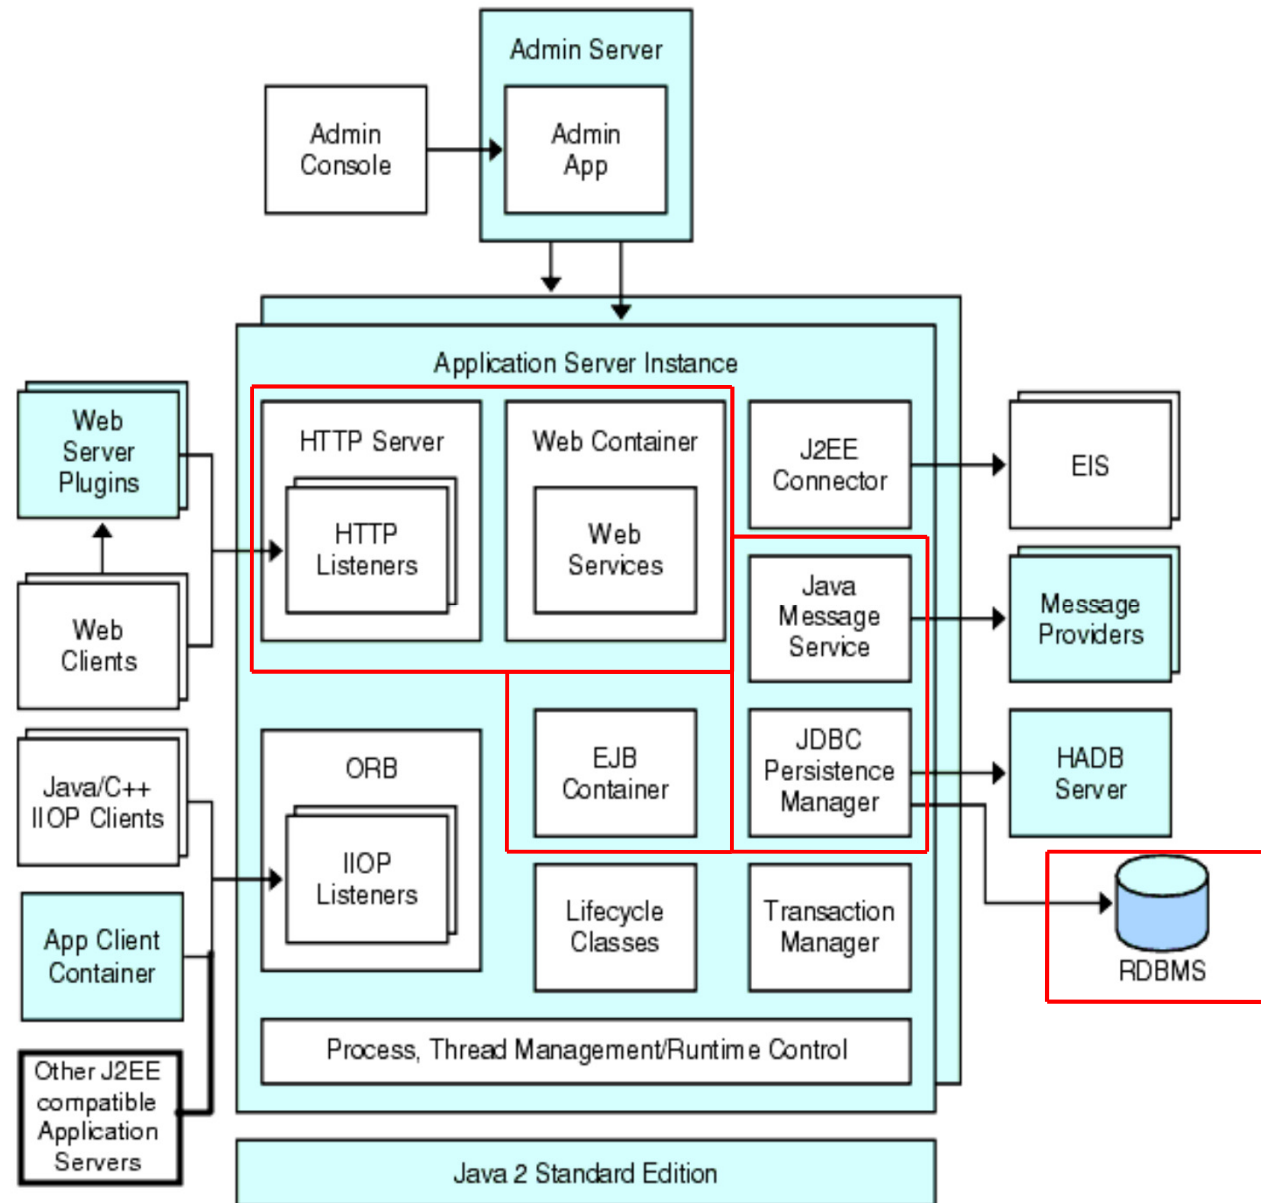 Admin Server
Admin
Console
Admin
App
Application Server Instance
Web
Server
Plugins
HTTP Server
HTTP
Listeners
Web Container
Web
Services
J2EE
Connector
EIS
Web
Clients
Java
Message
Service
Message
Providers
Java/C++
IIOP Clients
ORB
IIOP
Listeners
EJB
Container
JDBC
Persistence
Manager
HADB
Server
App Client
Container
Lifecycle
Classes
Transaction
Manager
RDBMS
Other J2EE
compatible
Application
Servers
Process, Thread Management/Runtime Control
Java 2 Standard Edition